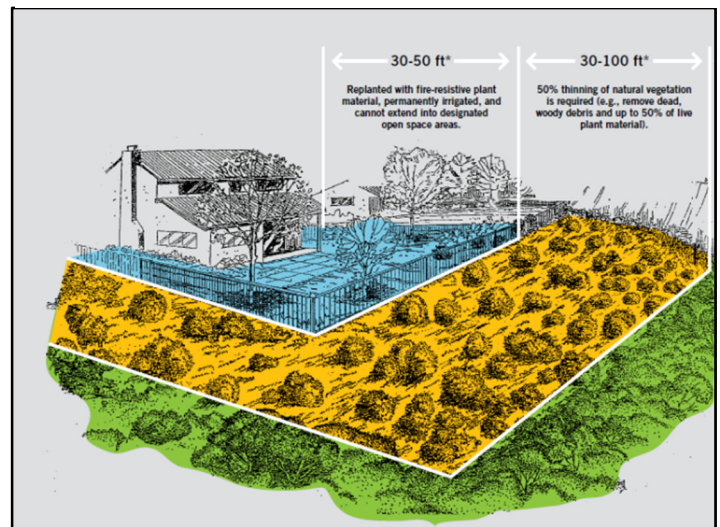 30-50 ft*
Replanted with fire-resistive plant
material, permanently irrigated, and
cannot extend into designated
open space areas.
30-100 ft*
50% thinning of natural vegetation
is required (e.g., remove dead,
woody debris and up to 50% of live
plant material).